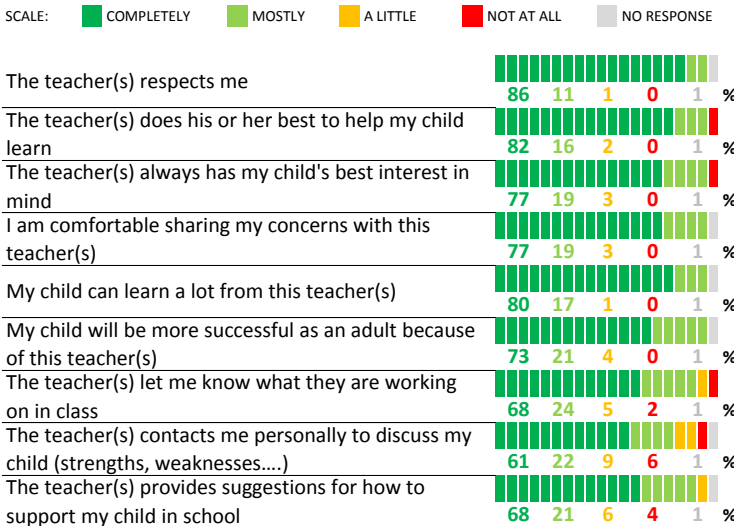 SCALE: COMPLETELY MOSTLY A LITTLE NOT AT ALL NO RESPONSE
The teacher(s) respects me
86 11 1 0 1 %
The teacher(s) does his or her best to help my child
learn
82 16 2 0 1 %
The teacher(s) always has my child's best interest in
mind
77 19 3 0 1 %
I am comfortable sharing my concerns with this
teacher(s)
77 19 3 0 1 %
My child can learn a lot from this teacher(s)
80 17 1 0 1 %
My child will be more successful as an adult because
of this teacher(s)
73 21 4 0 1 %
The teacher(s) let me know what they are working
on in class
68 24 5 2 1 %
The teacher(s) contacts me personally to discuss my
child (strengths, weaknesses....)
61 22 9 6 1 %
The teacher(s) provides suggestions for how to
support my child in school
68 21 6 4 1 %